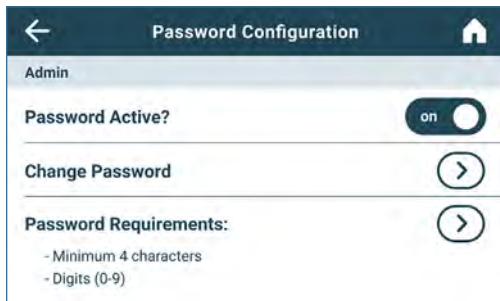 Password Configuration
Admin
Password Active?
on
Change Password
Password Requirements:
- Minimum 4 characters
- Digits (0-9)